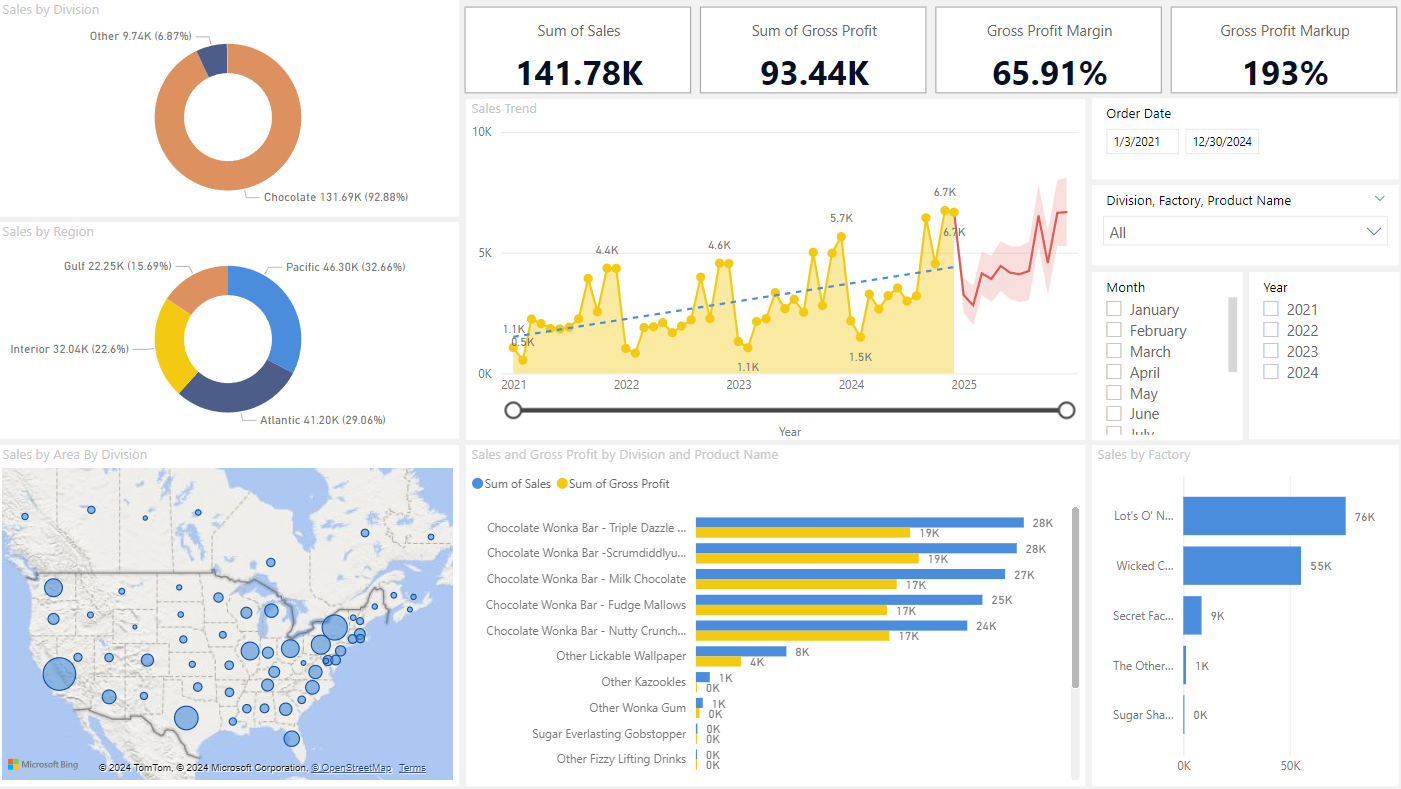 Sales by Division
Other 9.74K (6.87%)
Chocolate 131.69K (92.88%)
Sales by Region
Gulf 22.25K (15.69%)
Pacific 46.30K (32.66%)
Interior 32.04K (22.6%)
Atlantic 41.20K (29.06%)
Sales by Area By Division
Microsoft Bing
© 2024 TomTom, © 2024 Microsoft Corporation, © OpenStreetMap Terms
Sum of Sales
141.78K
Sum of Gross Profit
93.44K
Gross Profit Margin
65.91%
Gross Profit Markup
193%
Sales Trend
10K
5K
0K
1.1K
0.5K
4.4K
4.6K
1.1K
5.7K
1.5K
6.7K
6.7K
2021 2022 2023 2024 2025
Year
Order Date
1/3/2021 12/30/2024
Division, Factory, Product Name
All
Month
January
February
March
April
May
June
July
Year
2021
2022
2023
2024
Sales and Gross Profit by Division and Product Name
Sum of Sales Sum of Gross Profit
Chocolate Wonka Bar - Triple Dazzle ... 28K
19K
Chocolate Wonka Bar -Scrumdiddlyu... 28K
19K
Chocolate Wonka Bar - Milk Chocolate 27K
17K
Chocolate Wonka Bar - Fudge Mallows 25K
17K
Chocolate Wonka Bar - Nutty Crunch... 24K
17K
Other Lickable Wallpaper 8K
4K
Other Kazookles 1K
0K
Other Wonka Gum 1K
0K
Sugar Everlasting Gobstopper 0K
0K
Other Fizzy Lifting Drinks 0K
0K
Sales by Factory
Lot's O' N... 76K
Wicked C... 55K
Secret Fac... 9K
The Other... 1K
Sugar Sha... 0K
0K 50K